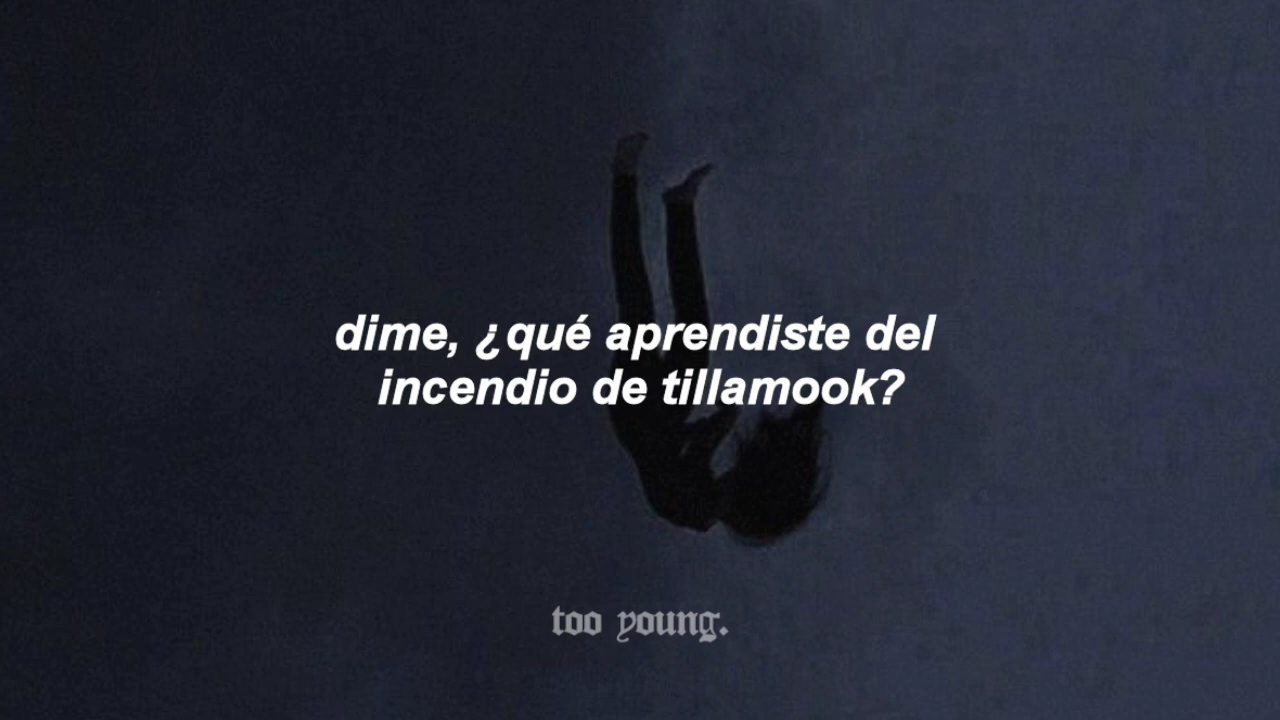 dime, ¿qué aprendiste del
incendio de tillamook?
too young.